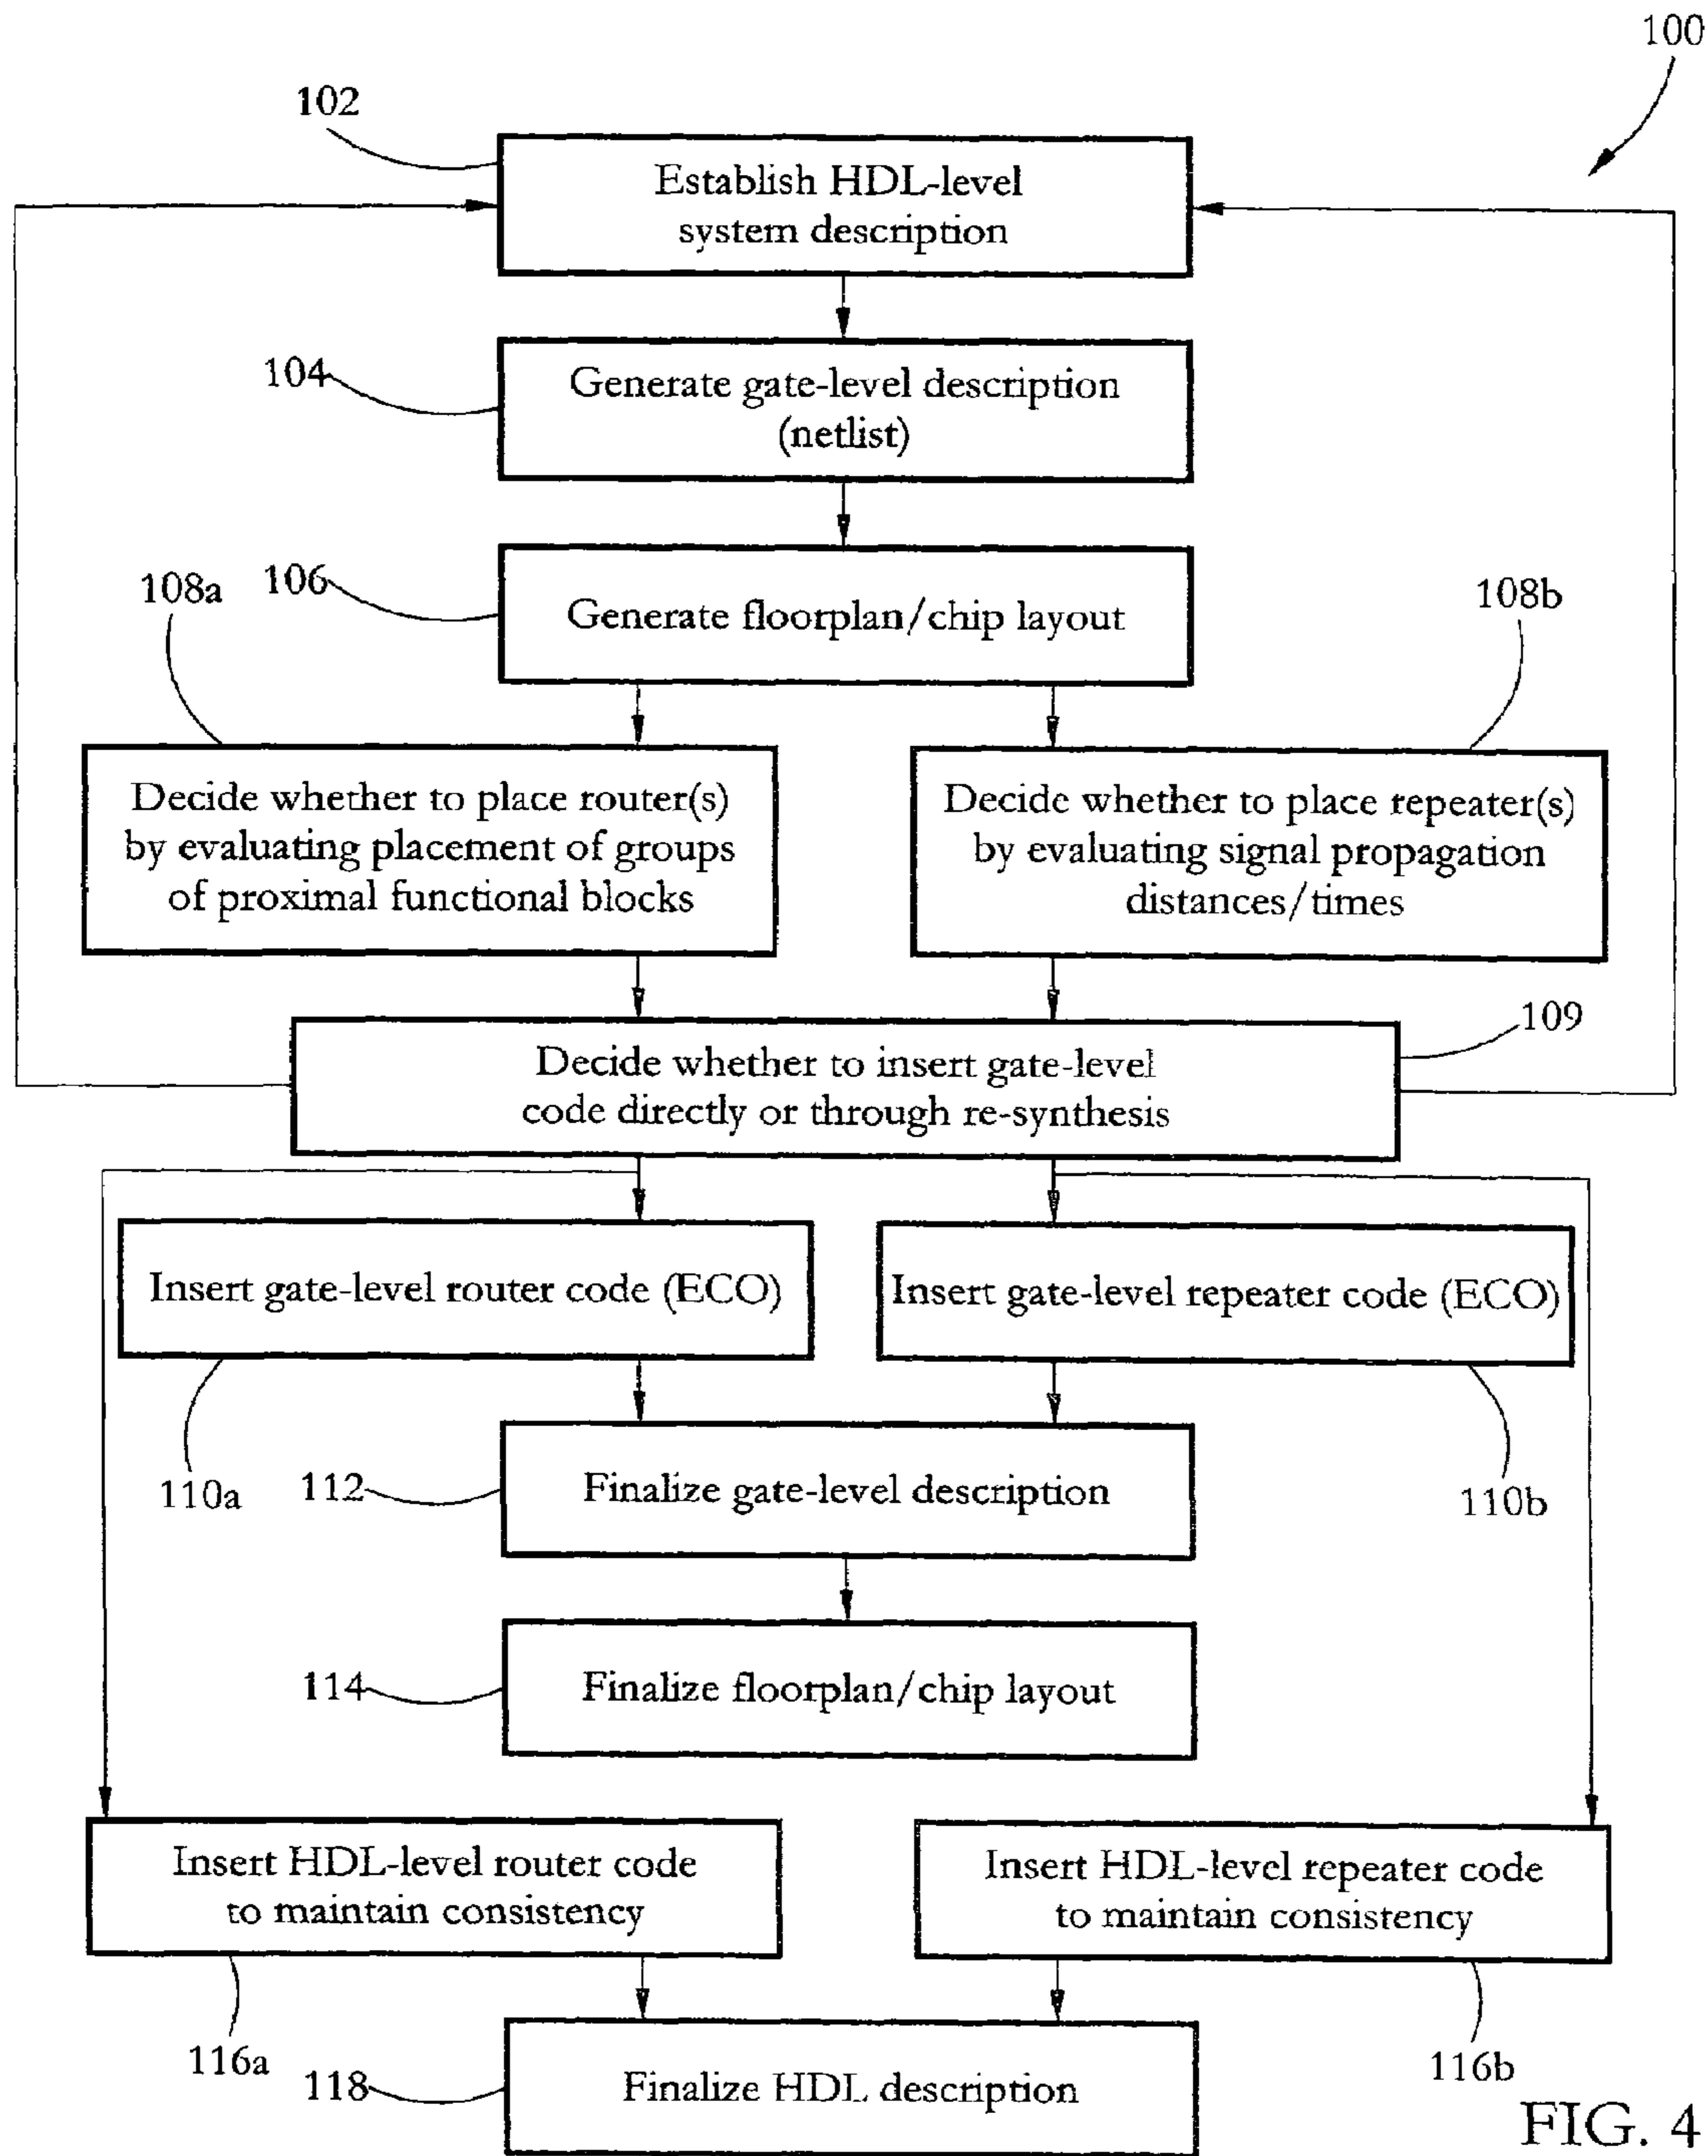 100
102
Establish HDL-level
system description
104
Generate gate-level description
(netlist)
106
Generate floorplan/chip layout
108a
108b
Decide whether to place router(s)
by evaluating placement of groups
of proximal functional blocks
Decide whether to place repeater(s)
by evaluating signal propagation
distances/times
109
Decide whether to insert gate-level
code directly or through re-synthesis
Insert gate-level router code (ECO)
Insert gate-level repeater code (ECO)
110a
110b
112
Finalize gate-level description
114
Finalize floorplan/chip layout
Insert HDL-level router code
to maintain consistency
Insert HDL-level repeater code
to maintain consistency
116a
116b
118
Finalize HDL description
FIG. 4